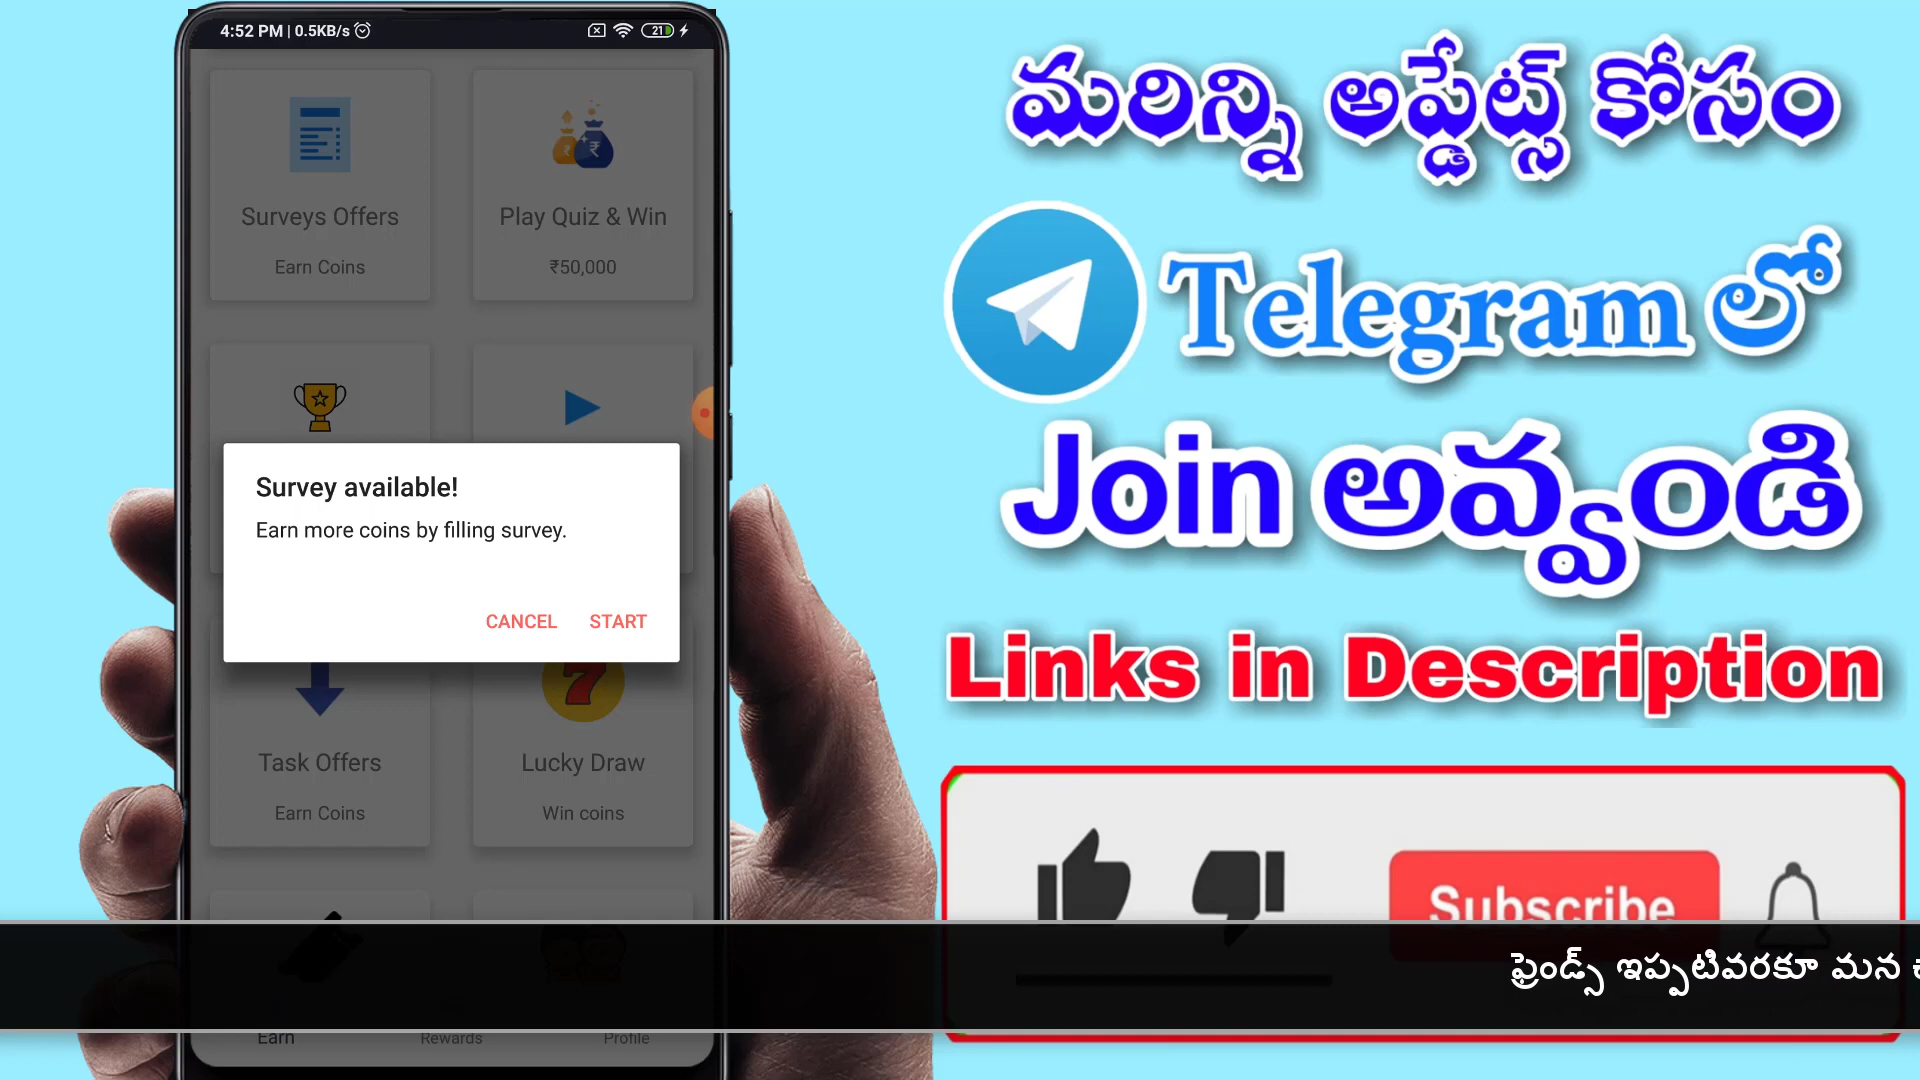 4:52 PM | 0.5KB/s
21
Surveys Offers
Earn Coins
Play Quiz & Win
₹50,000
Survey available!
Earn more coins by filling survey.
CANCEL START
7
Task Offers
Earn Coins
Lucky Draw
Win coins
Earn
Rewards
Profile
మరిన్ని అప్డేట్స్ కోసం
Telegram లో
Join అవ్వండి
Links in Description
Subscribe
ఫ్రెండ్స్ ఇప్పటివరకూ మన